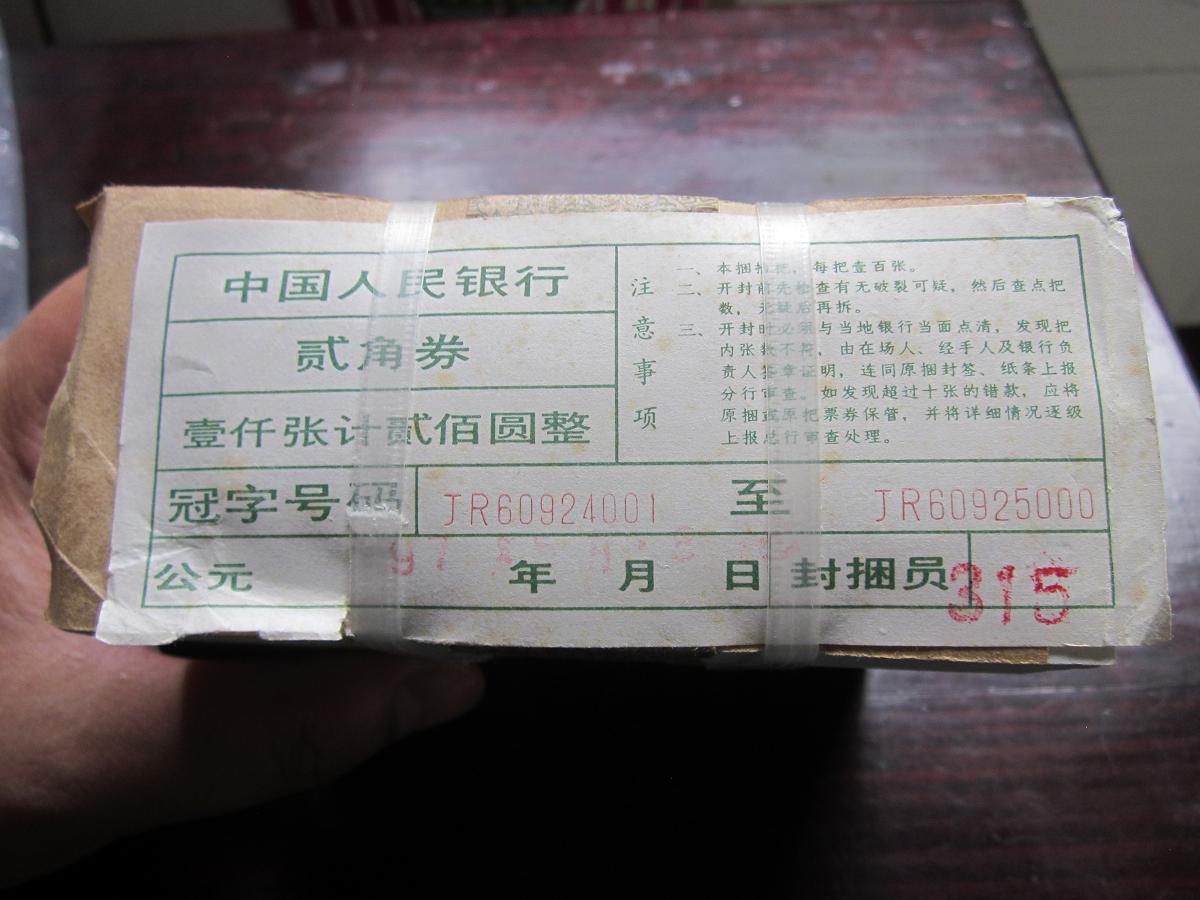 中国人民银行
贰角券
壹仟张计贰佰圆整
注意事项
一、本捆拾把，每把壹百张。
二、开封前先检查有无破裂可疑，然后查点把
数，无疑后再拆。
三、开封时必须与当地银行当面点清，发现把
内张数不符，由在场人、经手人及银行负
责人签章证明，连同原捆封签、纸条上报
分行审查。如发现超过十张的错款，应将
原捆或原把票券保管，并将详细情况逐级
上报总行审查处理。
冠字号码 JR60924001 至 JR60925000
公元 97 年 月 日 封捆员 315